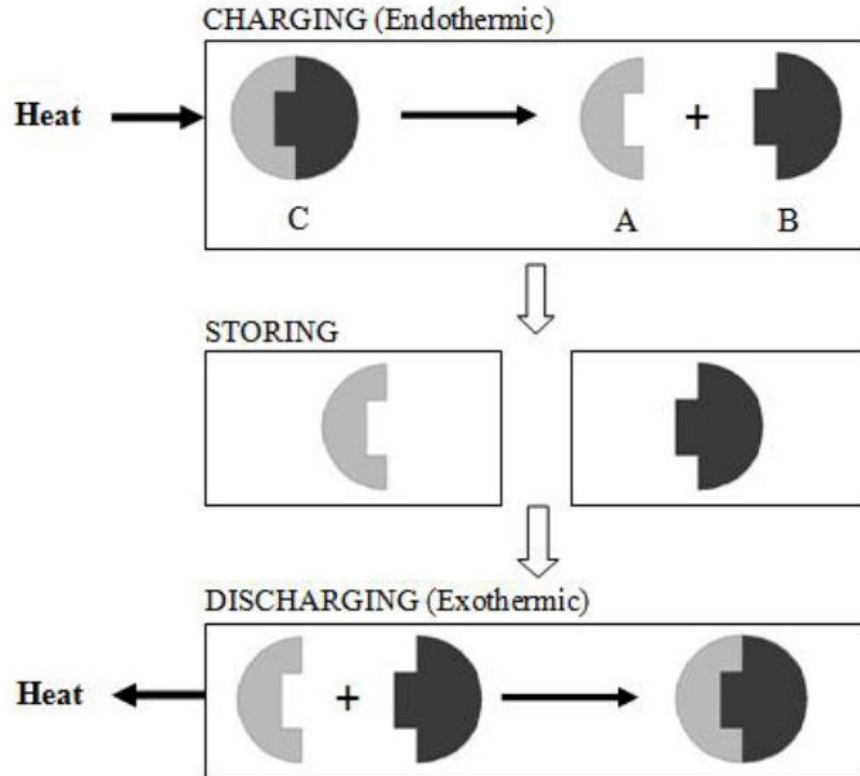 CHARGING (Endothermic)
Heat
+
C
A
B
STORING
DISCHARGING (Exothermic)
Heat
+